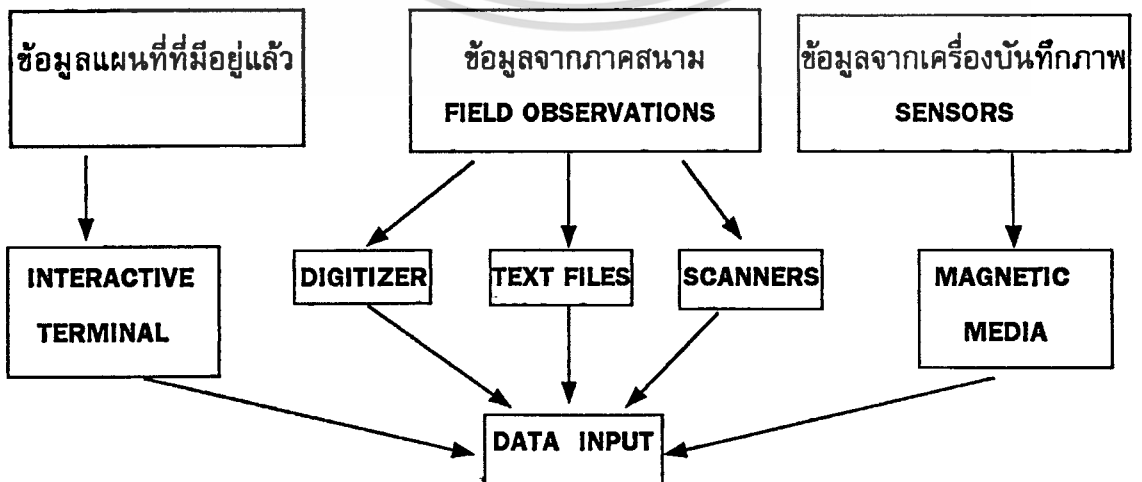 ข้อมูลแผนที่ที่มีอยู่แล้ว
ข้อมูลจากภาคสนาม
FIELD OBSERVATIONS
ข้อมูลจากเครื่องบันทึกภาพ
SENSORS
INTERACTIVE
TERMINAL
DIGITIZER
TEXT FILES
SCANNERS
MAGNETIC
MEDIA
DATA INPUT